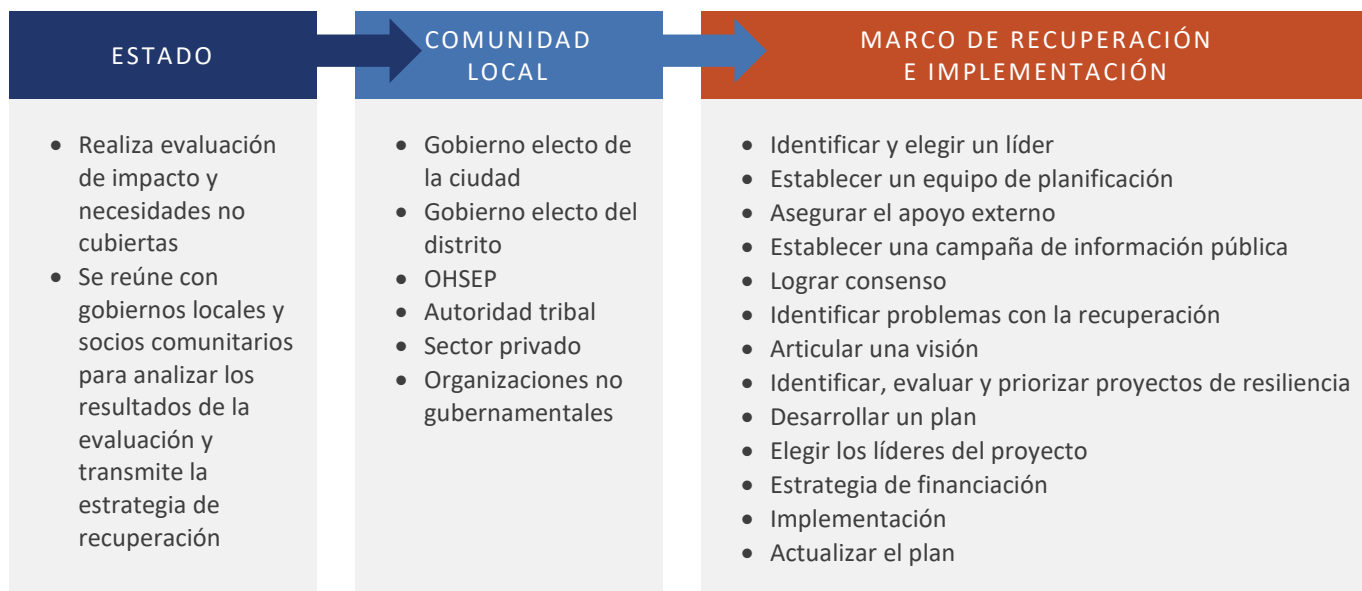 ESTADO
• Realiza evaluación
de impacto y
necesidades no
cubiertas
• Se reúne con
gobiernos locales y
socios comunitarios
para analizar los
resultados de la
evaluación y
transmite la
estrategia de
recuperación
COMUNIDAD
LOCAL
• Gobierno electo de
la ciudad
• Gobierno electo del
distrito
• OHSEP
• Autoridad tribal
• Sector privado
• Organizaciones no
gubernamentales
MARCO DE RECUPERACIÓN
E IMPLEMENTACIÓN
• Identificar y elegir un líder
• Establecer un equipo de planificación
• Asegurar el apoyo externo
• Establecer una campaña de información pública
• Lograr consenso
• Identificar problemas con la recuperación
• Articular una visión
• Identificar, evaluar y priorizar proyectos de resiliencia
• Desarrollar un plan
• Elegir los líderes del proyecto
• Estrategia de financiación
• Implementación
• Actualizar el plan